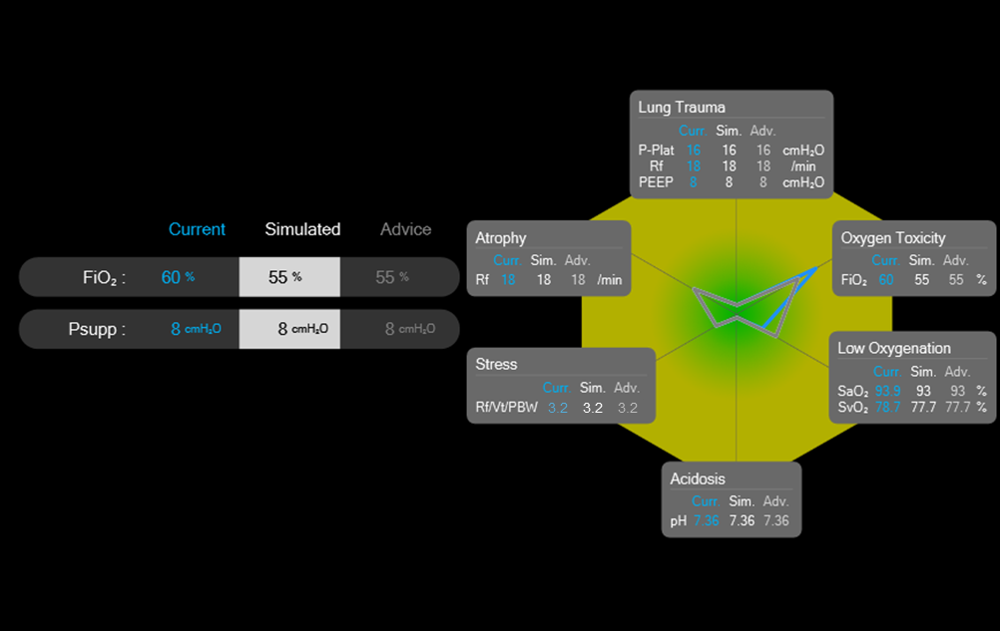 Current Simulated Advice
FiO₂ : 60 % 55 % 55 %
Psupp : 8 cmH₂O 8 cmH₂O 8 cmH₂O
Lung Trauma
Curr. Sim. Adv.
P-Plat 16 16 16 cmH₂O
Rf 18 18 18 /min
PEEP 8 8 8 cmH₂O
Atrophy
Curr. Sim. Adv.
Rf 18 18 18 /min
Oxygen Toxicity
Curr. Sim. Adv.
FiO₂ 60 55 55 %
Stress
Curr. Sim. Adv.
Rf/Vt/PBW 3.2 3.2 3.2
Low Oxygenation
Curr. Sim. Adv.
SaO₂ 93.9 93 93 %
SvO₂ 78.7 77.7 77.7 %
Acidosis
Curr. Sim. Adv.
pH 7.36 7.36 7.36